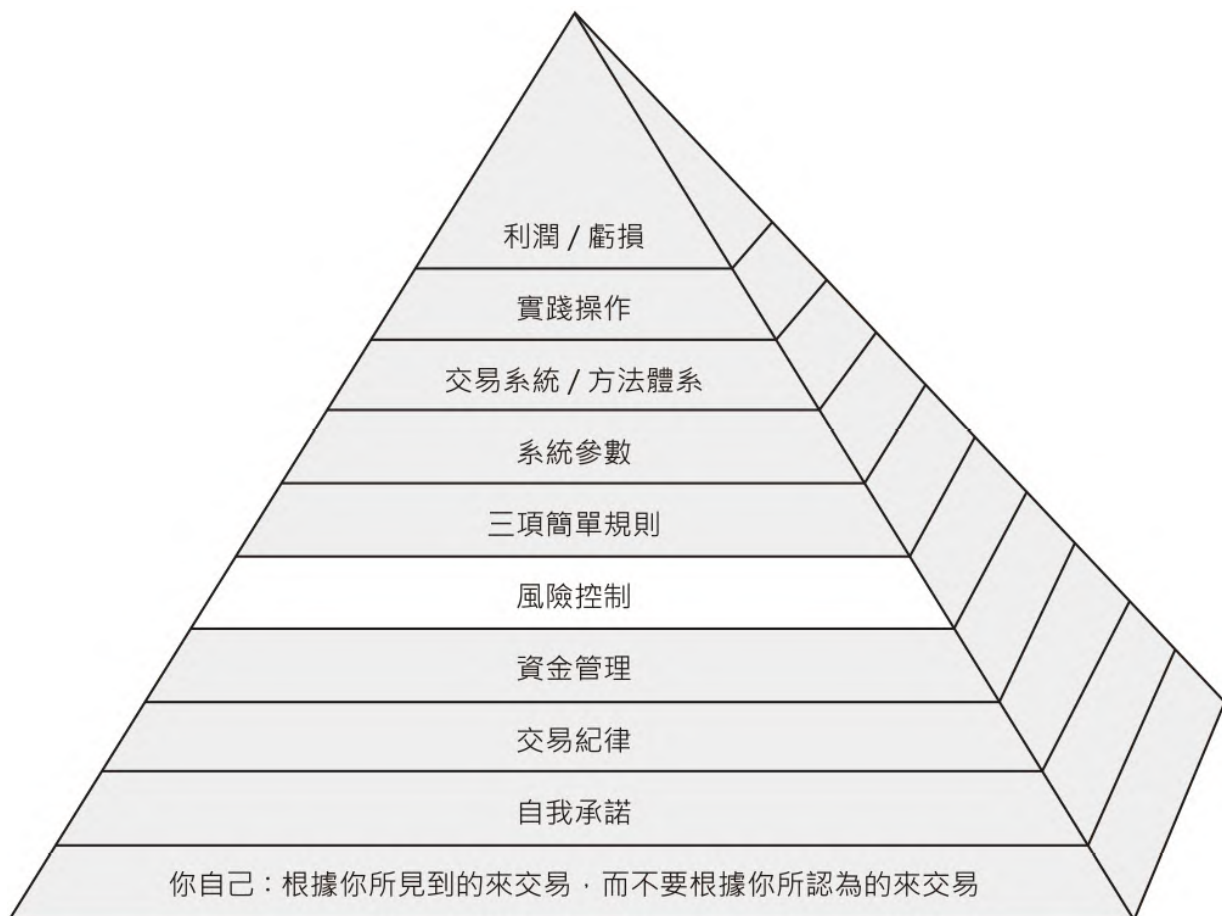 利潤 / 虧損
實踐操作
交易系統 / 方法體系
系統參數
三項簡單規則
風險控制
資金管理
交易紀律
自我承諾
你自己：根據你所見到的來交易，而不要根據你所認為的來交易